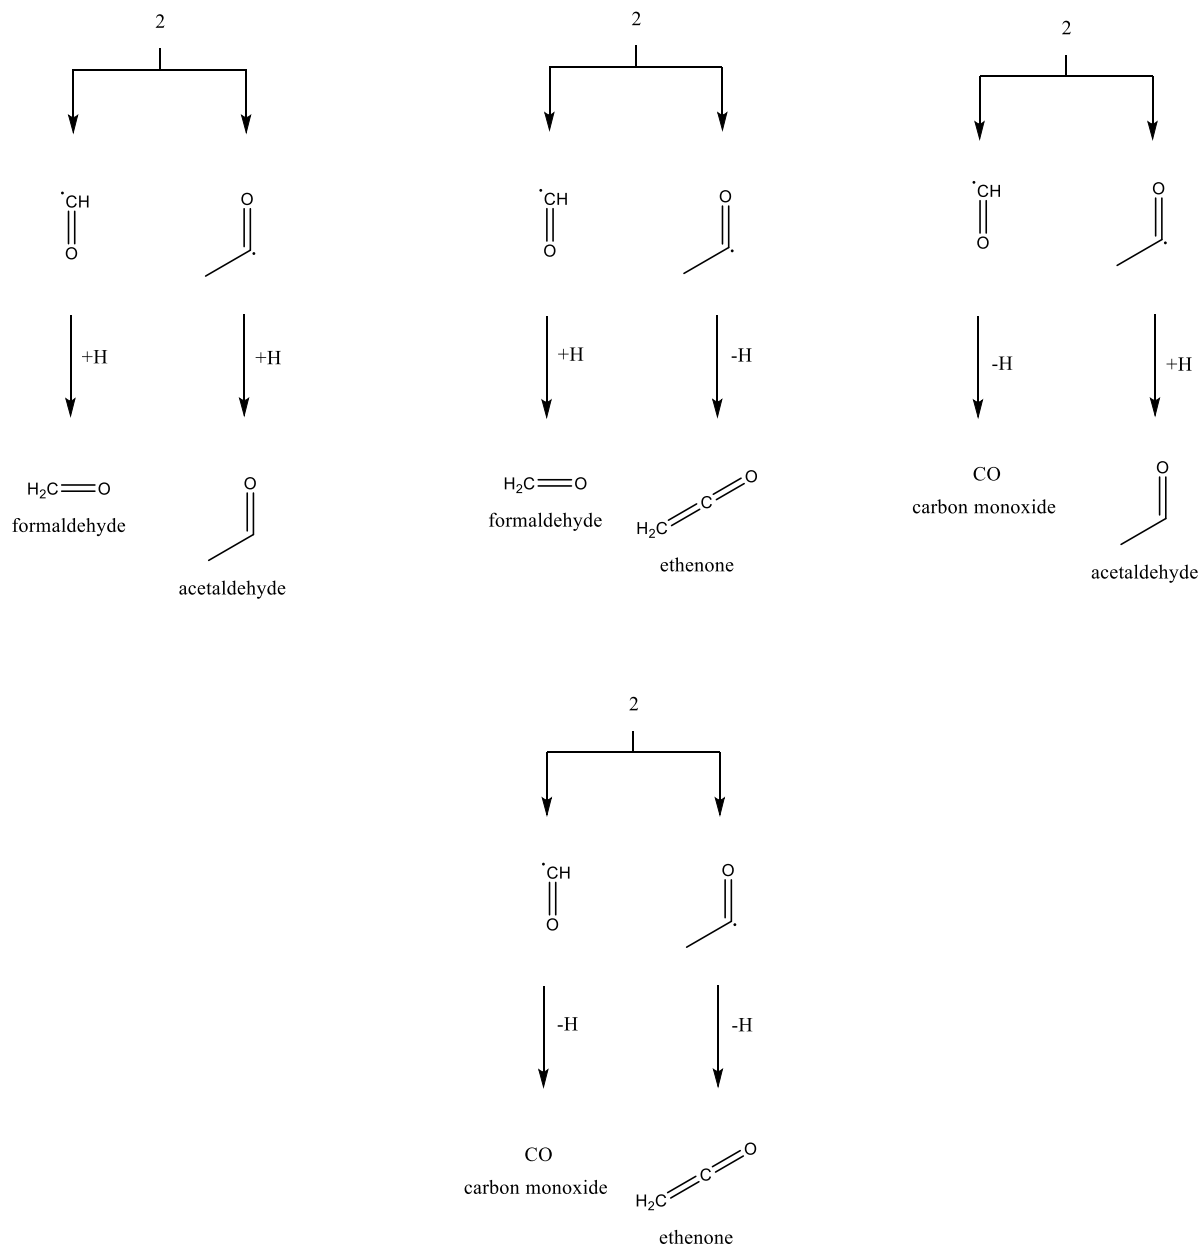 2
2
2
·CH
O
O
·
·CH
O
O
·
·CH
O
O
·
+H
+H
+H
-H
-H
+H
H₂C
O
formaldehyde
O
acetaldehyde
H₂C
O
formaldehyde
H₂C
C
O
ethenone
CO
carbon monoxide
O
acetaldehyde
2
·CH
O
O
·
-H
-H
CO
carbon monoxide
H₂C
C
O
ethenone